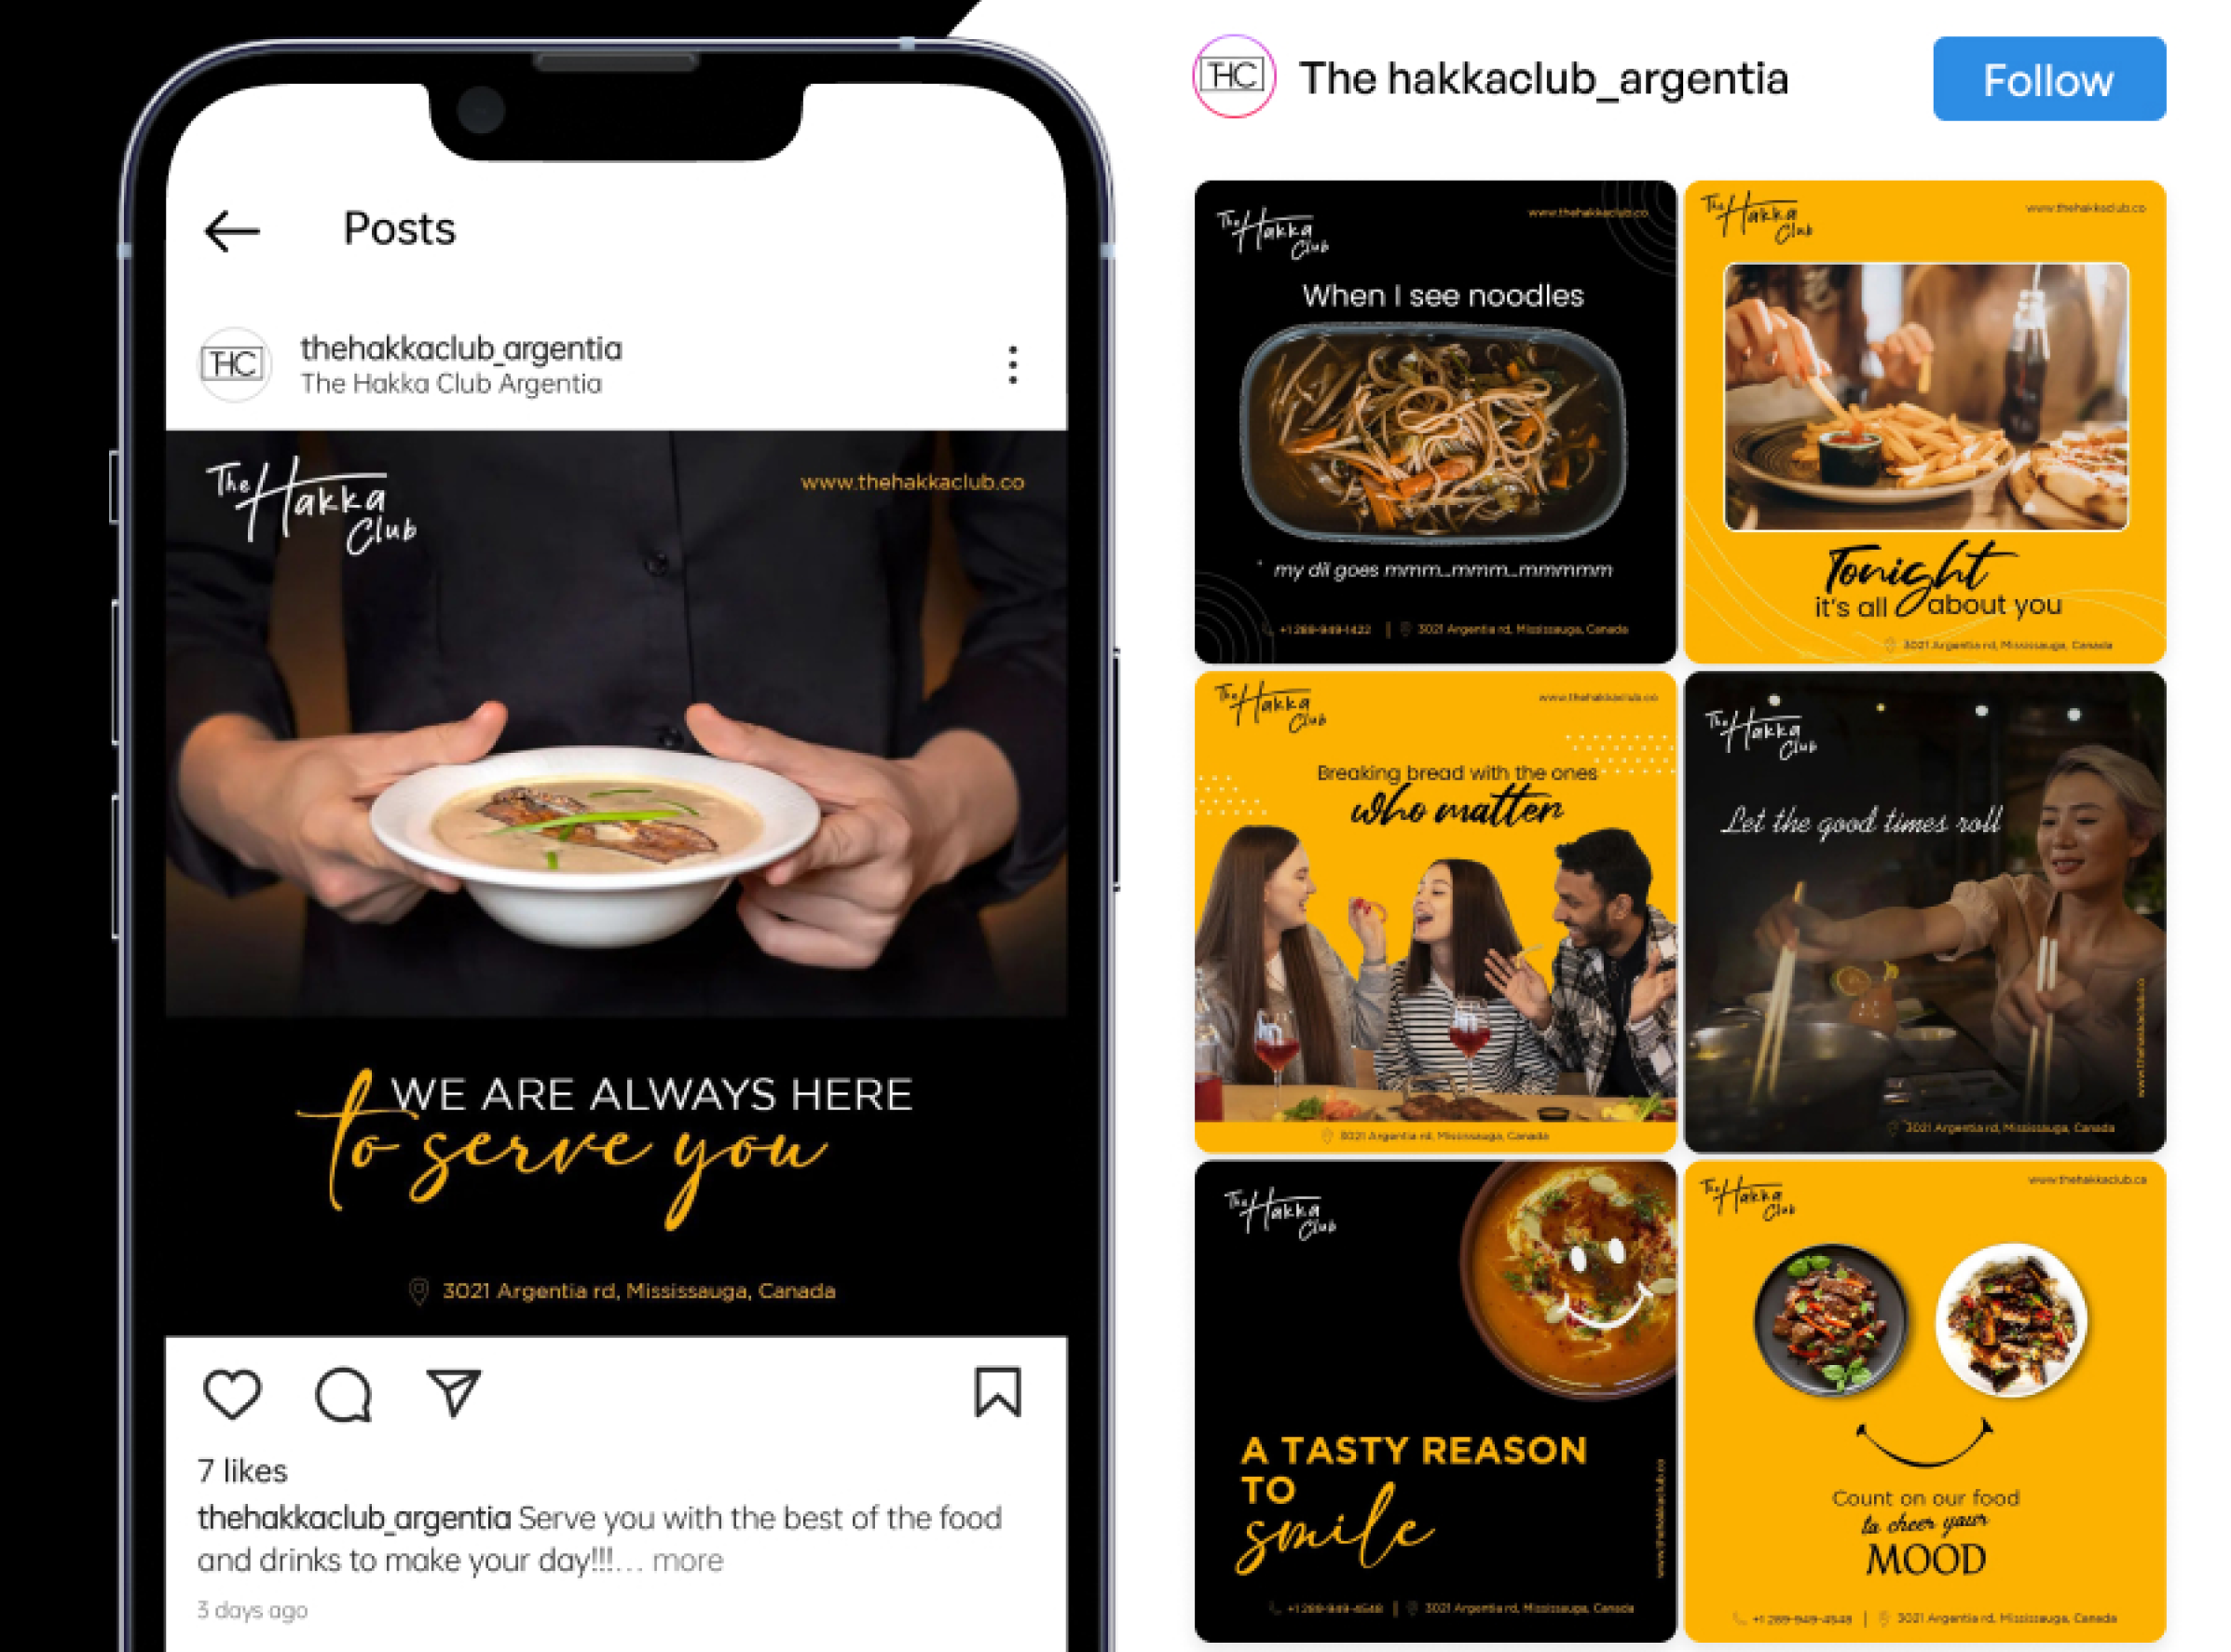 Posts
THC
thehakkaclub_argentia
The Hakka Club Argentia
The Hakka Club
www.thehakkaclub.co
WE ARE ALWAYS HERE
to serve you
3021 Argentia rd, Mississauga, Canada
7 likes
thehakkaclub_argentia Serve you with the best of the food
and drinks to make your day!!!... more
3 days ago
THC
The hakkaclub_argentia
Follow
The Hakka Club
www.thehakkaclub.co
When I see noodles
* my dil goes mmm_mmm_mmmmm
+1 289-949-1422 | 3021 Argentia rd, Mississauga, Canada
The Hakka Club
www.thehakkaclub.co
Tonight
it's all about you
3021 Argentia rd, Mississauga, Canada
The Hakka Club
www.thehakkaclub.co
Breaking bread with the ones
who matter
3021 Argentia rd, Mississauga, Canada
The Hakka Club
Let the good times roll
www.thehakkaclub.co
3021 Argentia rd, Mississauga, Canada
The Hakka Club
A TASTY REASON
TO
smile
www.thehakkaclub.co
+1 289-949-4548 | 3021 Argentia rd, Mississauga, Canada
The Hakka Club
www.thehakkaclub.ca
Count on our food
to cheer your
MOOD
+1 289-949-4548 | 3021 Argentia rd, Mississauga, Canada